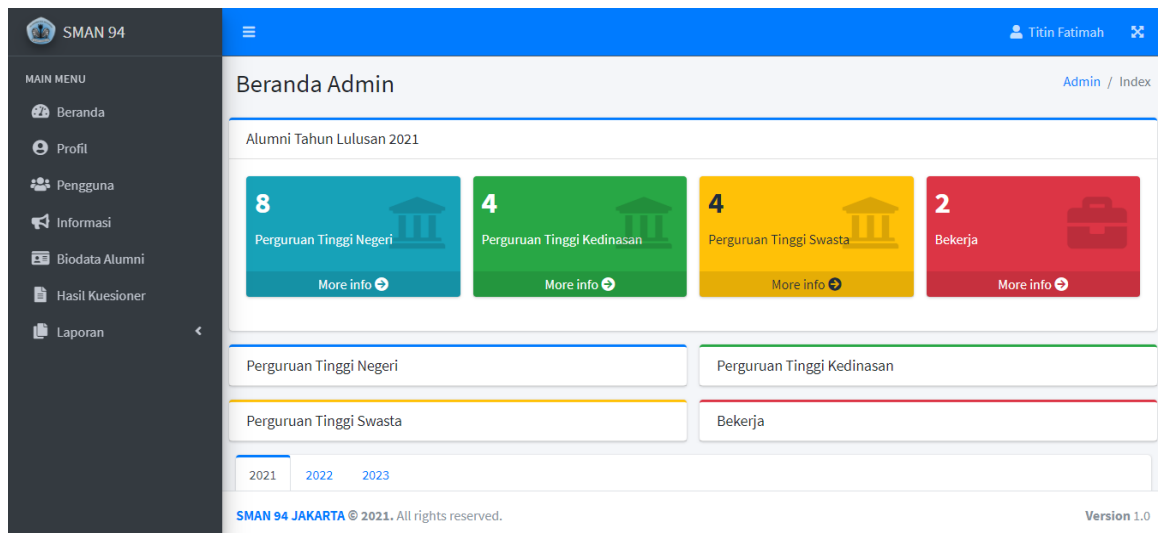 SMAN 94
Titin Fatimah
MAIN MENU
Beranda
Profil
Pengguna
Informasi
Biodata Alumni
Hasil Kuesioner
Laporan
Beranda Admin
Admin / Index
Alumni Tahun Lulusan 2021
8
Perguruan Tinggi Negeri
More info
4
Perguruan Tinggi Kedinasan
More info
4
Perguruan Tinggi Swasta
More info
2
Bekerja
More info
Perguruan Tinggi Negeri
Perguruan Tinggi Kedinasan
Perguruan Tinggi Swasta
Bekerja
2021 2022 2023
SMAN 94 JAKARTA © 2021. All rights reserved.
Version 1.0